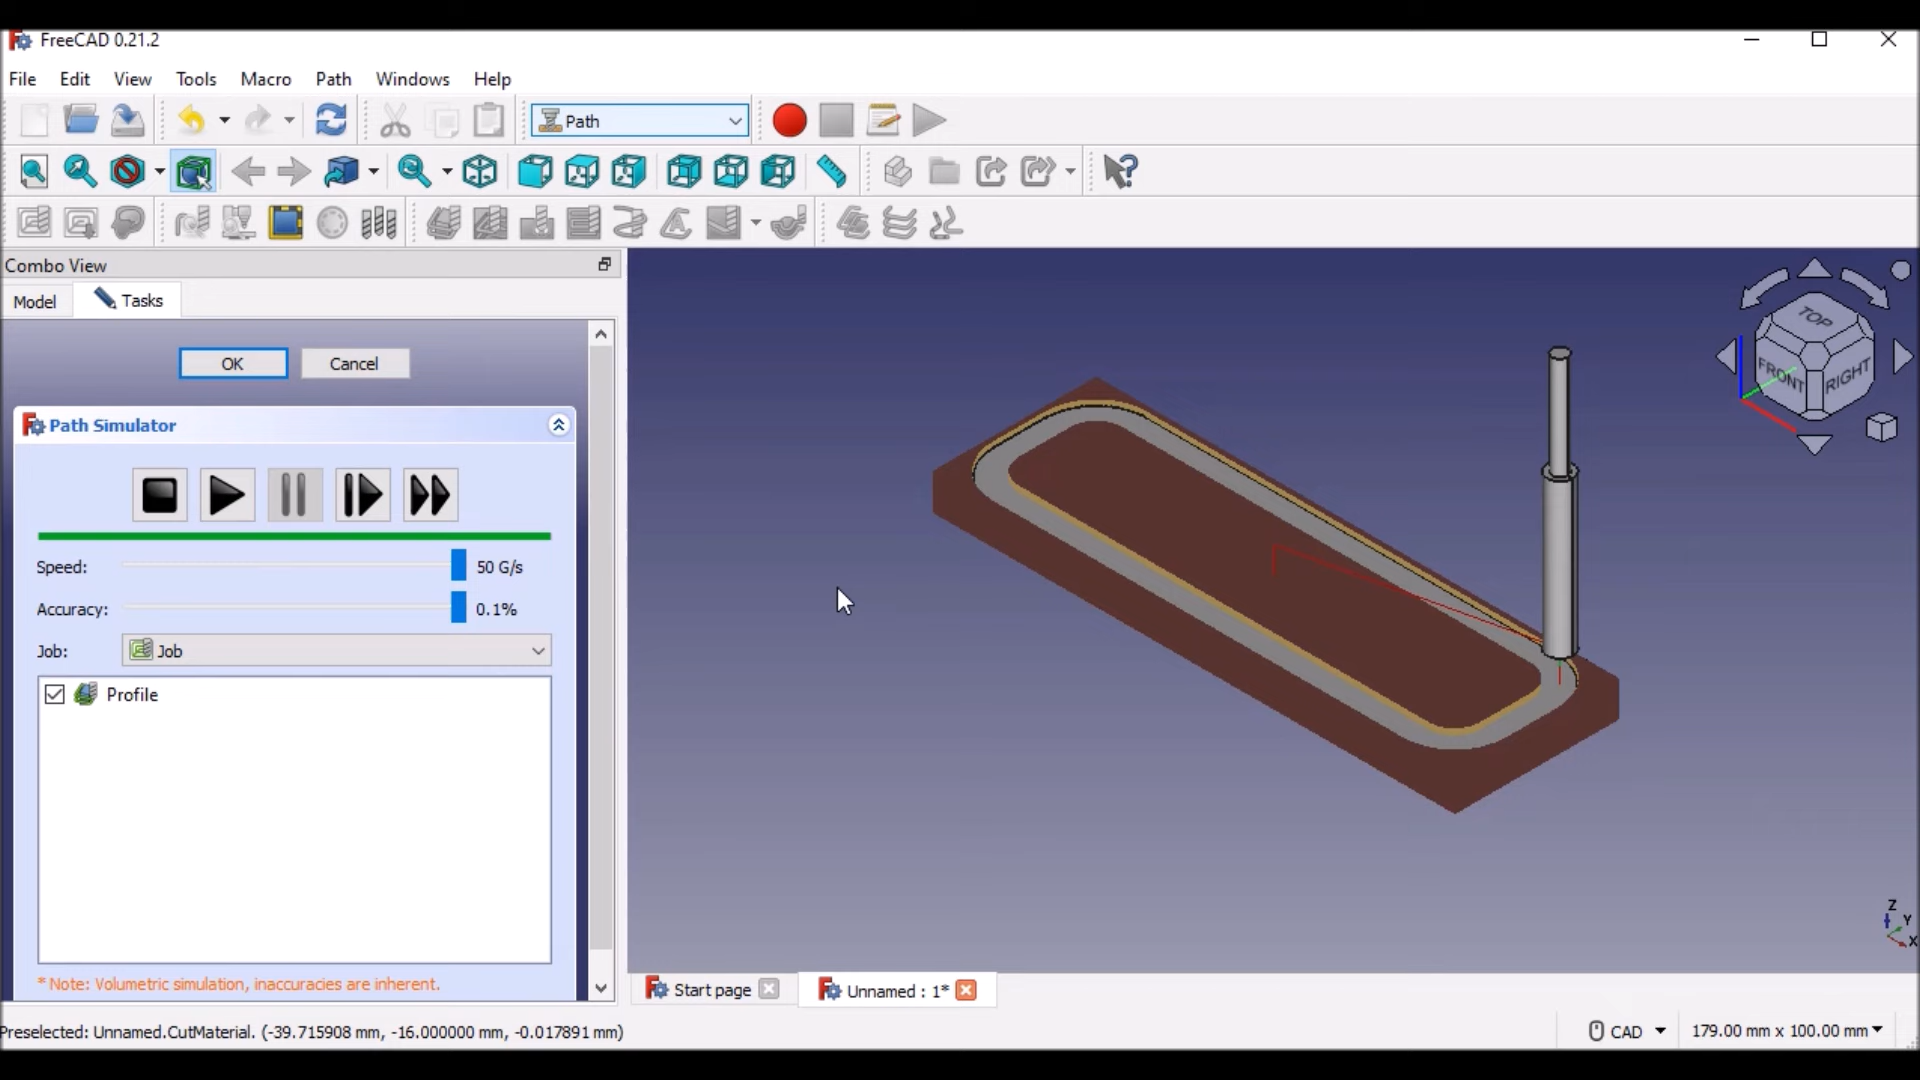 FreeCAD 0.21.2
File Edit View Tools Macro Path Windows Help
Path
Combo View
Model Tasks
OK Cancel
Path Simulator
Speed: 50 G/s
Accuracy: 0.1%
Job: Job
Profile
*Note: Volumetric simulation, inaccuracies are inherent.
TOP
FRONT RIGHT
Z
Y
X
Start page Unnamed : 1*
Preselected: Unnamed.CutMaterial. (-39.715908 mm, -16.000000 mm, -0.017891 mm)
CAD 179.00 mm x 100.00 mm